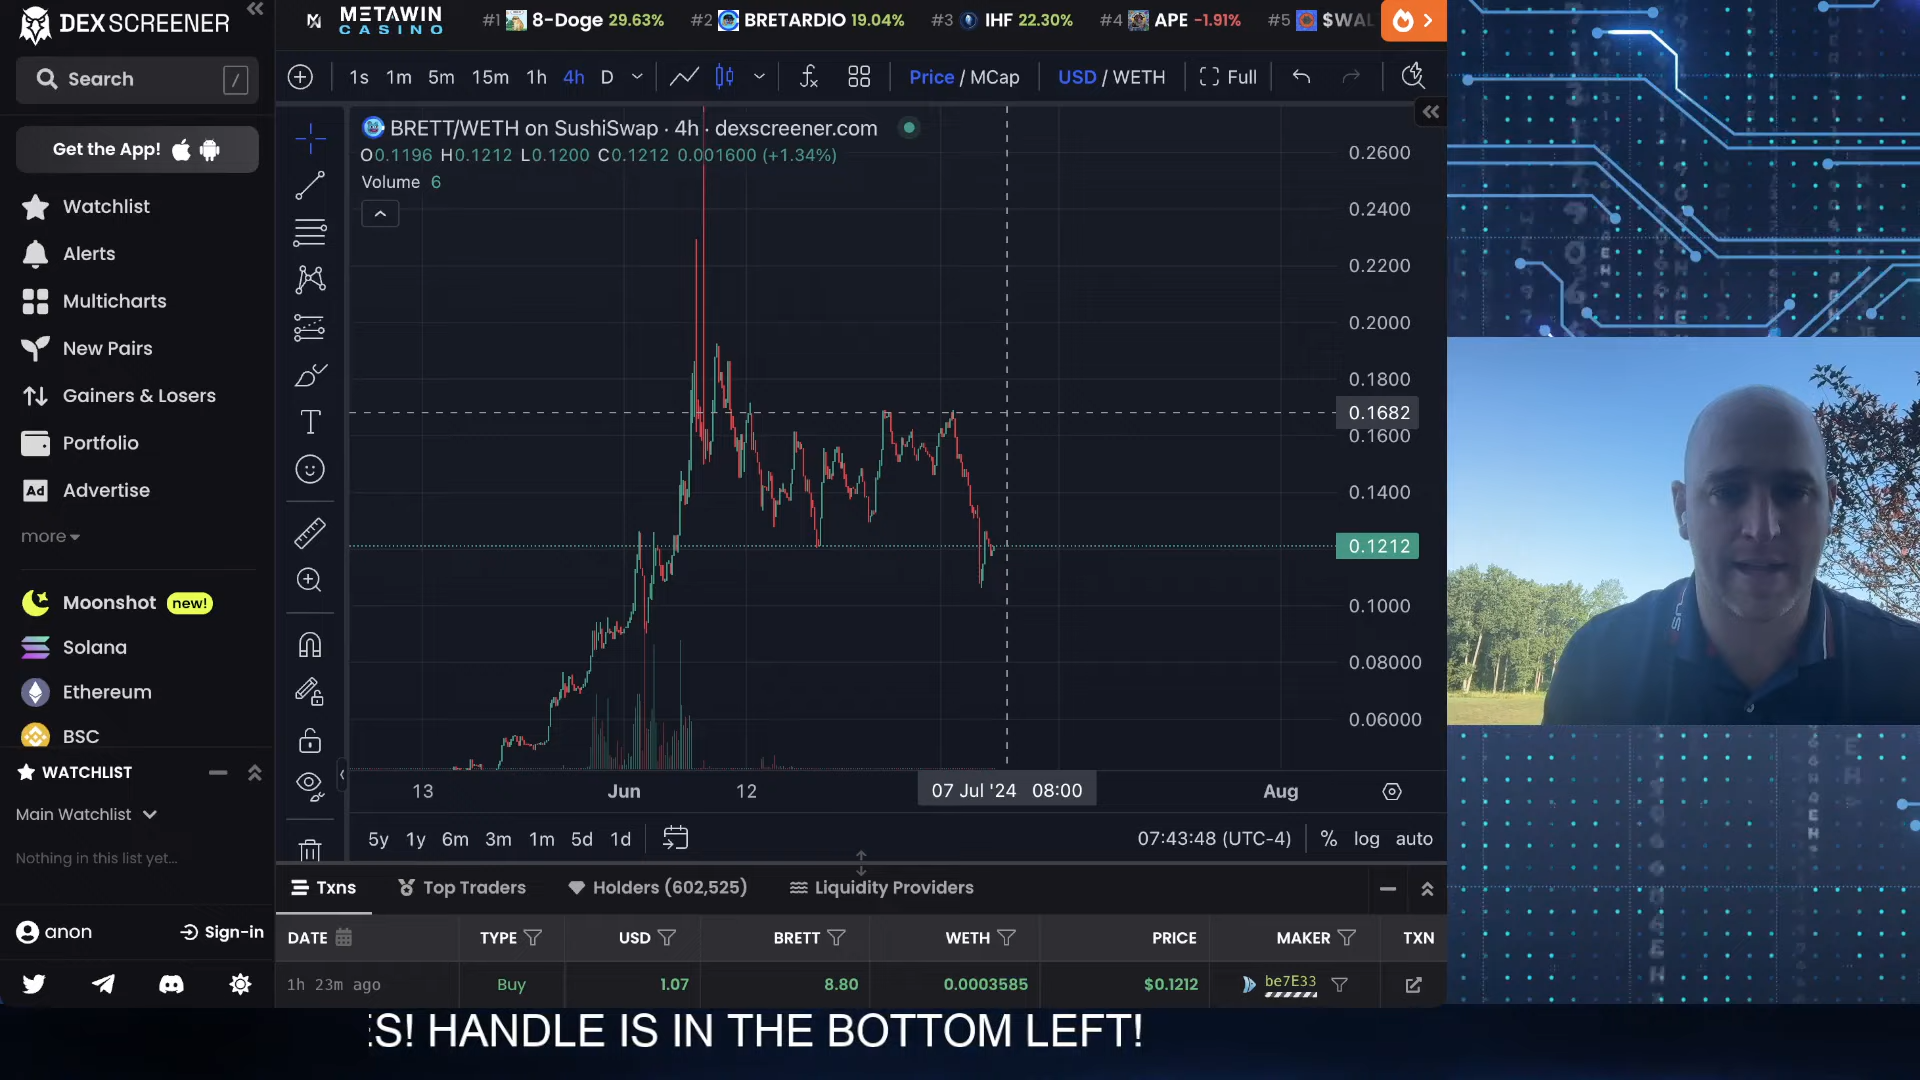 DEX SCREENER
Search /
Get the App!
Watchlist
Alerts
Multicharts
New Pairs
Gainers & Losers
Portfolio
Ad Advertise
more
Moonshot new!
Solana
Ethereum
BSC
WATCHLIST
Main Watchlist
Nothing in this list yet...
anon Sign-in
METAWIN CASINO
#1 8-Doge 29.63% #2 BRETARDIO 19.04% #3 IHF 22.30% #4 APE -1.91% #5 $WAL
1s 1m 5m 15m 1h 4h D Price / MCap USD / WETH Full
BRETT/WETH on SushiSwap · 4h · dexscreener.com
O0.1196 H0.1212 L0.1200 C0.1212 0.001600 (+1.34%)
Volume 6
0.2600
0.2400
0.2200
0.2000
0.1800
0.1682
0.1600
0.1400
0.1212
0.1000
0.08000
0.06000
13 Jun 12 07 Jul '24 08:00 Aug
5y 1y 6m 3m 1m 5d 1d 07:43:48 (UTC-4) % log auto
Txns Top Traders Holders (602,525) Liquidity Providers
DATE TYPE USD BRETT WETH PRICE MAKER TXN
1h 23m ago Buy 1.07 8.80 0.0003585 $0.1212 be7E33
ES! HANDLE IS IN THE BOTTOM LEFT!